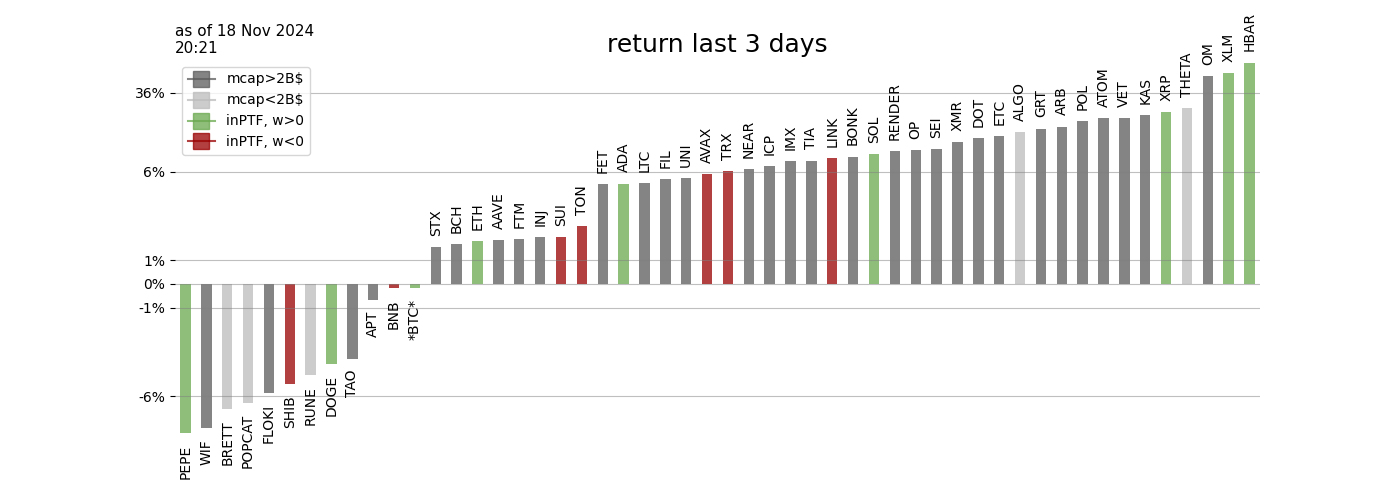 as of 18 Nov 2024
20:21
return last 3 days
mcap>2B$
mcap<2B$
inPTF, w>0
inPTF, w<0
36%
6%
1%
0%
-1%
-6%
PEPE
WIF
BRETT
POPCAT
FLOKI
SHIB
RUNE
DOGE
TAO
APT
BNB
*BTC*
STX
BCH
ETH
AAVE
FTM
INJ
SUI
TON
FET
ADA
LTC
FIL
UNI
AVAX
TRX
NEAR
ICP
IMX
TIA
LINK
BONK
SOL
RENDER
OP
SEI
XMR
DOT
ETC
ALGO
GRT
ARB
POL
ATOM
VET
KAS
XRP
THETA
OM
XLM
HBAR